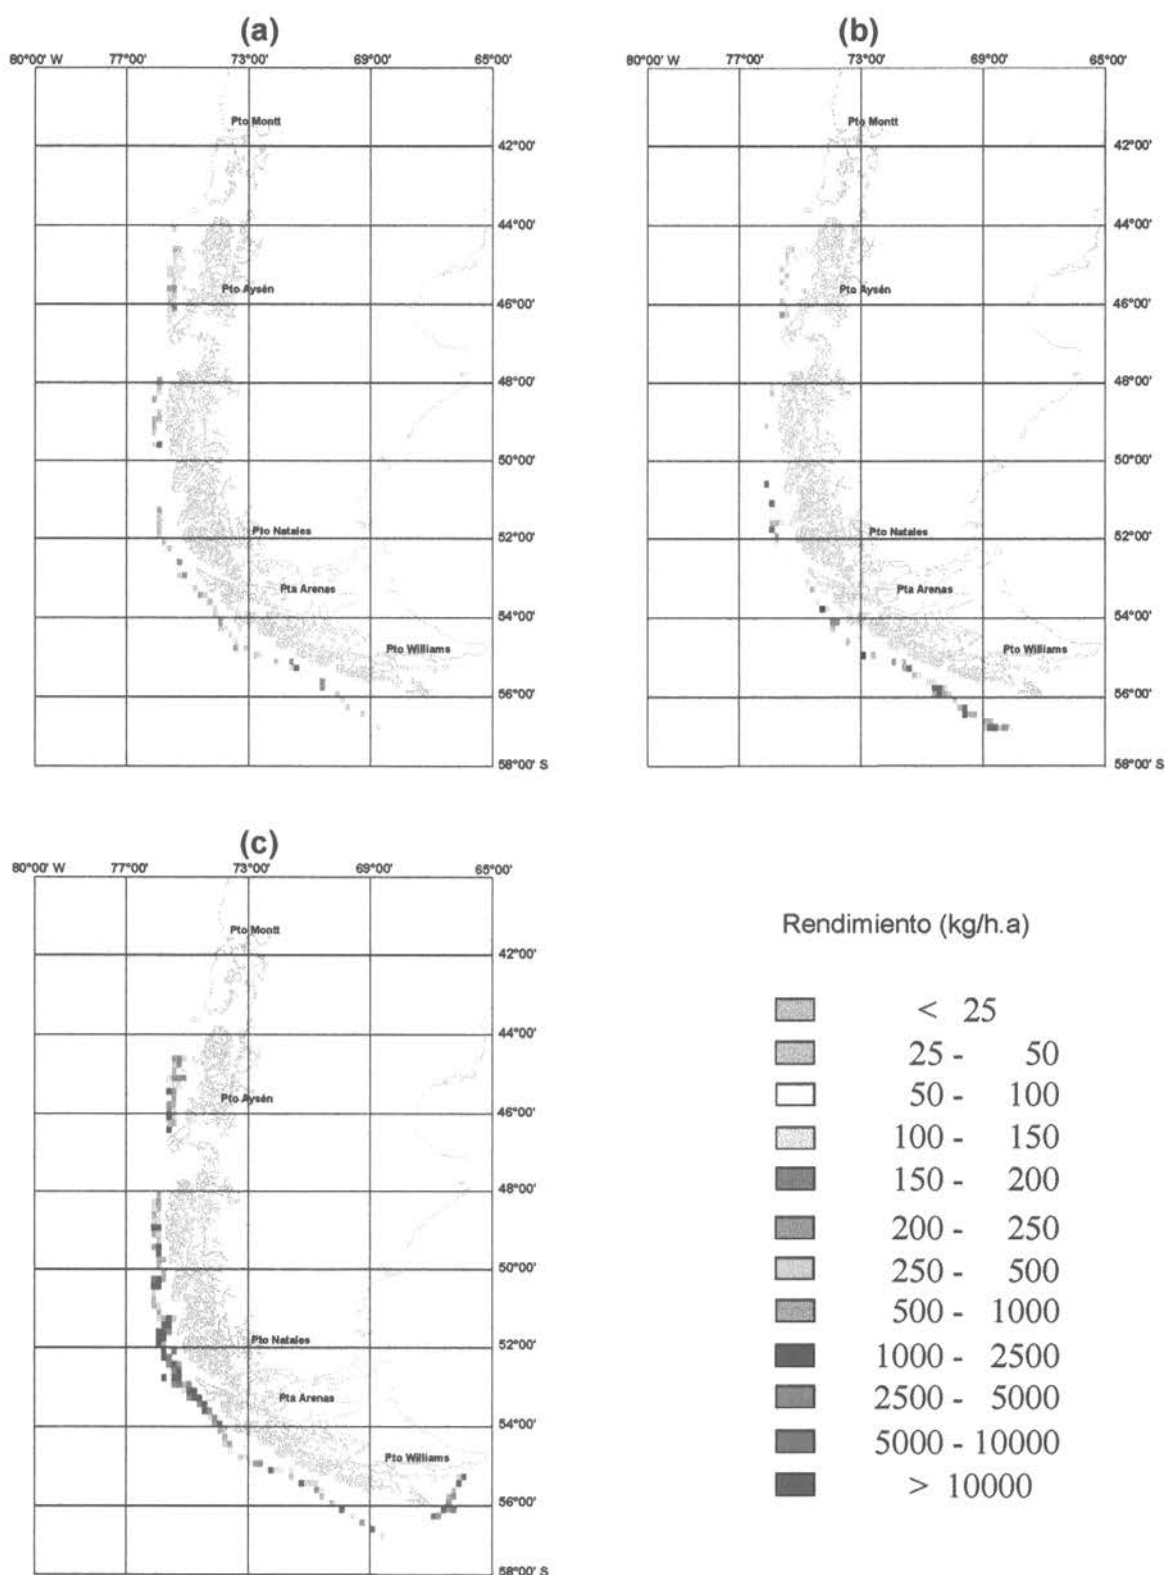 (a)
80°00' W 77°00' 73°00' 69°00' 65°00'
Pto Montt
42°00'
44°00'
Pto Aysén
46°00'
48°00'
50°00'
Pto Natales
52°00'
Pta Arenas
54°00'
Pto Williams
56°00'
58°00' S
(b)
80°00' W 77°00' 73°00' 69°00' 65°00'
Pto Montt
42°00'
44°00'
Pto Aysén
46°00'
48°00'
50°00'
Pto Natales
52°00'
Pta Arenas
54°00'
Pto Williams
56°00'
58°00' S
(c)
80°00' W 77°00' 73°00' 69°00' 65°00'
Pto Montt
42°00'
44°00'
Pto Aysén
46°00'
48°00'
50°00'
Pto Natales
52°00'
Pta Arenas
54°00'
Pto Williams
56°00'
58°00' S
Rendimiento (kg/h.a)
< 25
25 - 50
50 - 100
100 - 150
150 - 200
200 - 250
250 - 500
500 - 1000
1000 - 2500
2500 - 5000
5000 - 10000
> 10000